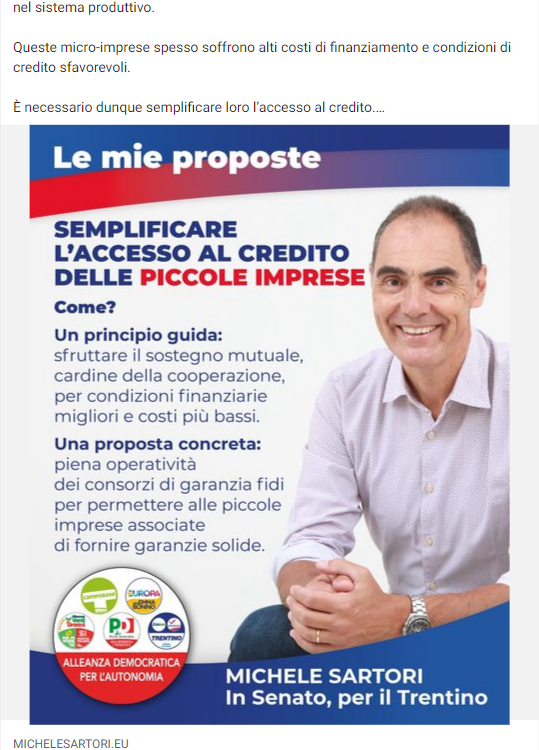 nel sistema produttivo.
Queste micro-imprese spesso soffrono alti costi di finanziamento e condizioni di
credito sfavorevoli.
È necessario dunque semplificare loro l'accesso al credito....
Le mie proposte
SEMPLIFICARE
L'ACCESSO AL CREDITO
DELLE PICCOLE IMPRESE
Come?
Un principio guida:
sfruttare il sostegno mutuale,
cardine della cooperazione,
per condizioni finanziarie
migliori e costi più bassi.
Una proposta concreta:
piena operatività
dei consorzi di garanzia fidi
per permettere alle piccole
imprese associate
di fornire garanzie solide.
CAMPOBASE
EUROPA
EMMA
BONINO
PD
TRENTINO
ALLEANZA DEMOCRATICA
PER L'AUTONOMIA
MICHELE SARTORI
In Senato, per il Trentino
MICHELESARTORI.EU